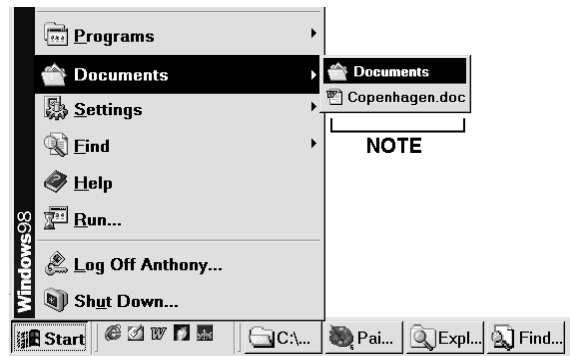 Programs
Documents
Documents
Copenhagen.doc
Settings
NOTE
Find
Help
Run...
Log Off Anthony...
Shut Down...
Windows98
Start C:\... Pai... Expl... Find...